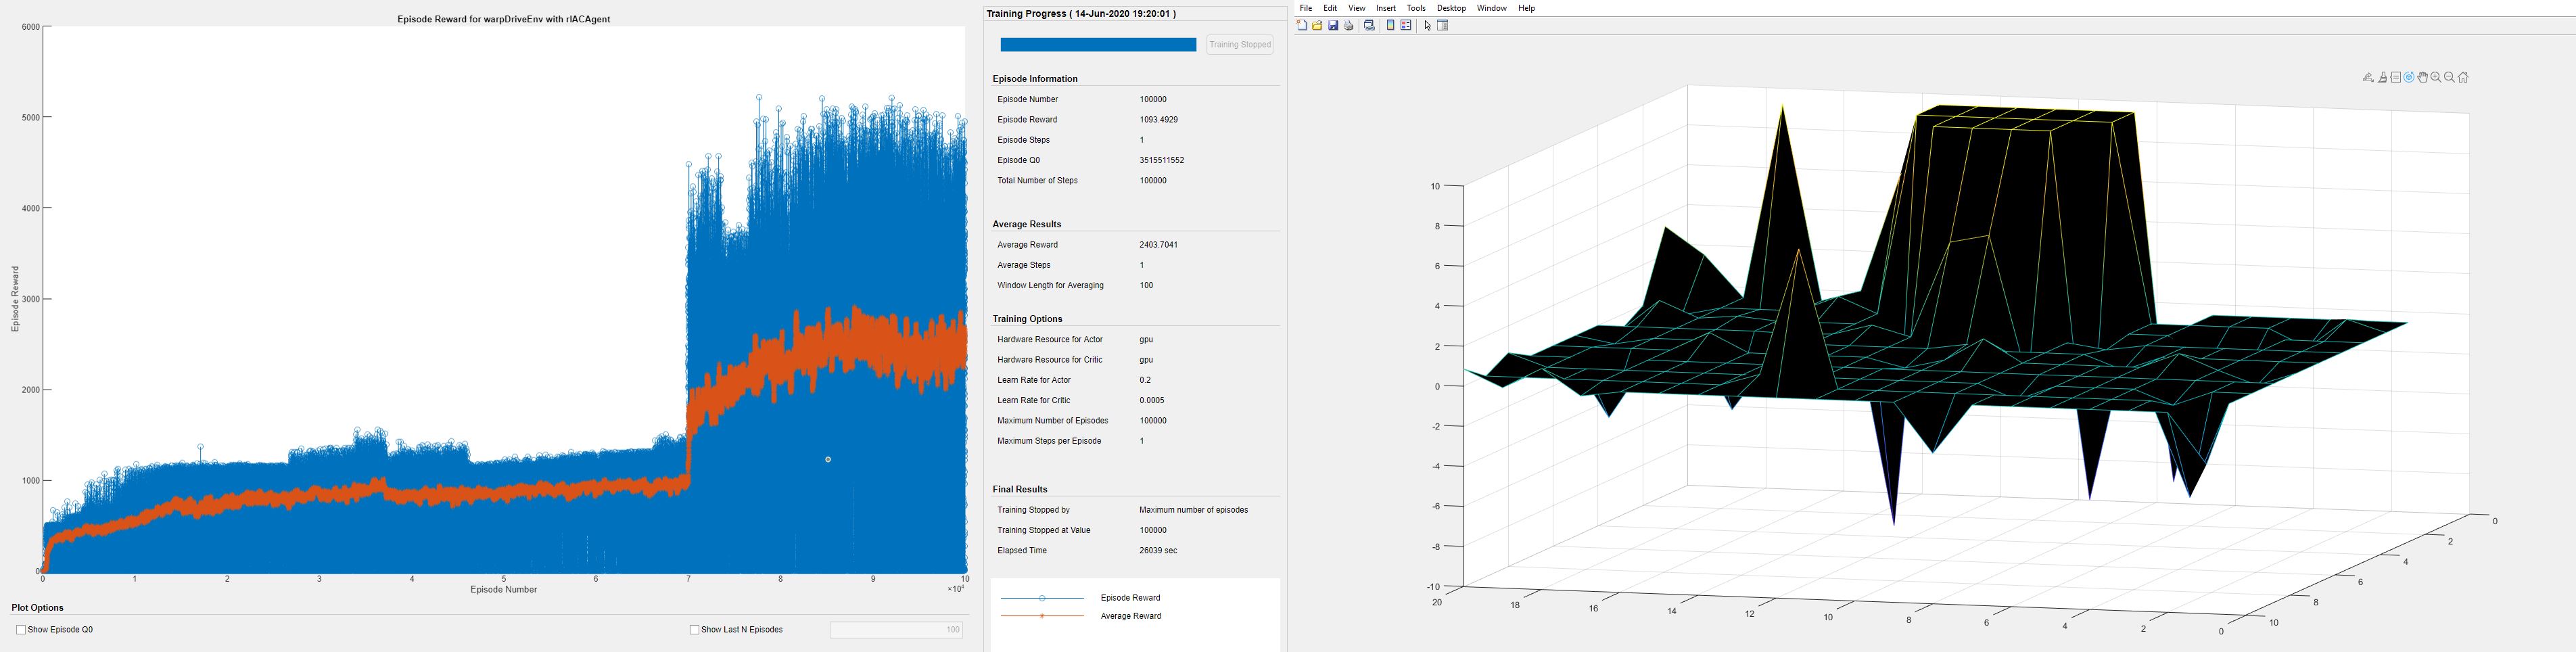 Episode Reward for warpDriveEnv with rlACAgent
6000
5000
4000
3000
2000
1000
0
Episode Reward
0 1 2 3 4 5 6 7 8 9 10
×10⁴
Episode Number
Plot Options
Show Episode Q0
Show Last N Episodes
100
Training Progress ( 14-Jun-2020 19:20:01 )
Training Stopped
Episode Information
Episode Number 100000
Episode Reward 1093.4929
Episode Steps 1
Episode Q0 3515511552
Total Number of Steps 100000
Average Results
Average Reward 2403.7041
Average Steps 1
Window Length for Averaging 100
Training Options
Hardware Resource for Actor gpu
Hardware Resource for Critic gpu
Learn Rate for Actor 0.2
Learn Rate for Critic 0.0005
Maximum Number of Episodes 100000
Maximum Steps per Episode 1
Final Results
Training Stopped by Maximum number of episodes
Training Stopped at Value 100000
Elapsed Time 26039 sec
Episode Reward
Average Reward
File Edit View Insert Tools Desktop Window Help
10
8
6
4
2
0
-2
-4
-6
-8
-10
20 18 16 14 12 10 8 6 4 2 0
10 8 6 4 2 0